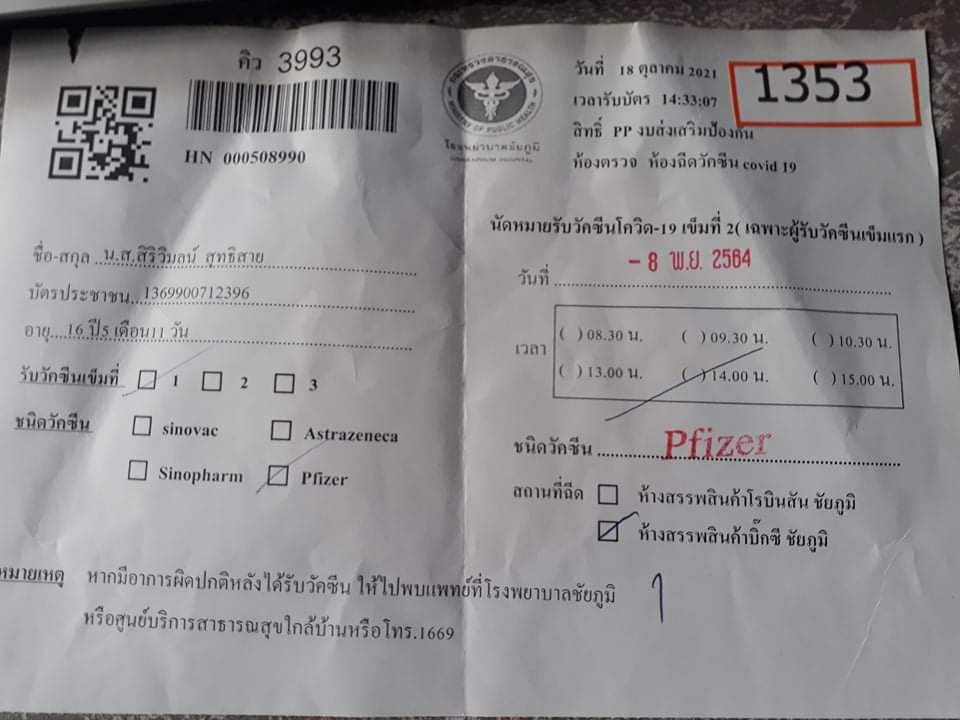 คิว 3993
HN 000508990
กระทรวงสาธารณสุข
MINISTRY OF PUBLIC HEALTH
โรงพยาบาลชัยภูมิ
วันที่ 18 ตุลาคม 2021
เวลารับบัตร 14:33:07
สิทธิ์ PP งบส่งเสริมป้องกัน
ห้องตรวจ ห้องฉีดวัคซีน covid 19
1353
ชื่อ-สกุล น.ส.สิริวิมลน์ สุทธิสาย
บัตรประชาชน 1369900712396
อายุ 16 ปี5 เดือน11 วัน
รับวัคซีนเข็มที่ 1 2 3
ชนิดวัคซีน sinovac Astrazeneca
Sinopharm Pfizer
นัดหมายรับวัคซีนโควิด-19 เข็มที่ 2( เฉพาะผู้รับวัคซีนเข็มแรก )
วันที่ - 8 พ.ย. 2564
เวลา ( ) 08.30 น. ( ) 09.30 น. ( ) 10.30 น.
( ) 13.00 น. ( ) 14.00 น. ( ) 15.00 น.
ชนิดวัคซีน Pfizer
สถานที่ฉีด ห้างสรรพสินค้าโรบินสัน ชัยภูมิ
ห้างสรรพสินค้าบิ๊กซี ชัยภูมิ
หมายเหตุ หากมีอาการผิดปกติหลังได้รับวัคซีน ให้ไปพบแพทย์ที่โรงพยาบาลชัยภูมิ
หรือศูนย์บริการสาธารณสุขใกล้บ้านหรือโทร.1669